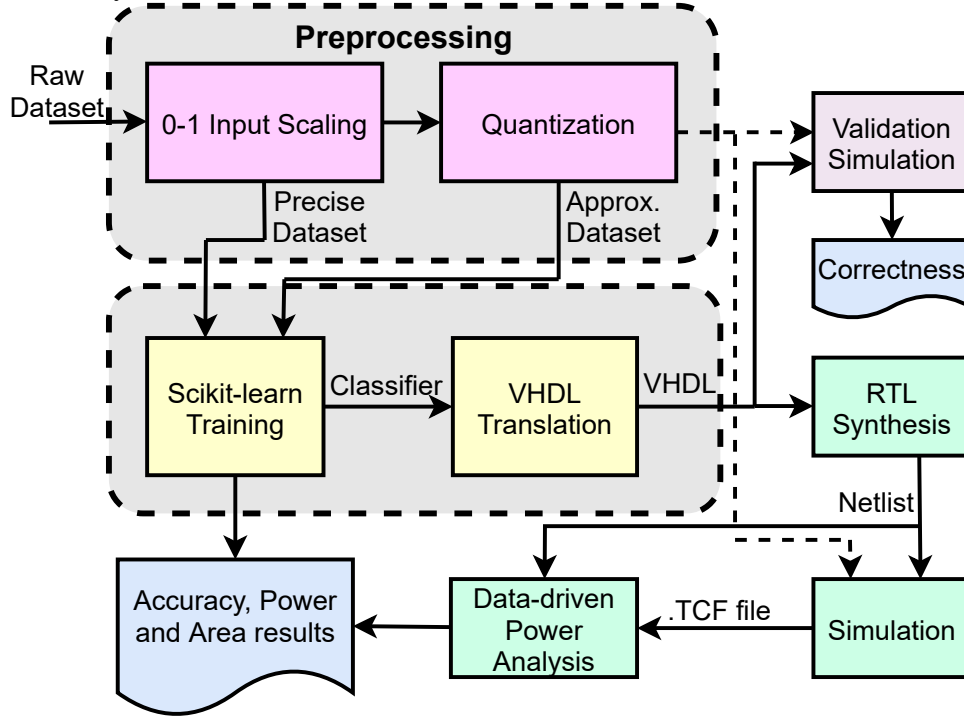 Preprocessing
Raw
Dataset
0-1 Input Scaling
Quantization
Validation
Simulation
Precise
Dataset
Approx.
Dataset
Correctness
Scikit-learn
Training
Classifier
VHDL
Translation
VHDL
RTL
Synthesis
Netlist
Accuracy, Power
and Area results
Data-driven
Power
Analysis
.TCF file
Simulation